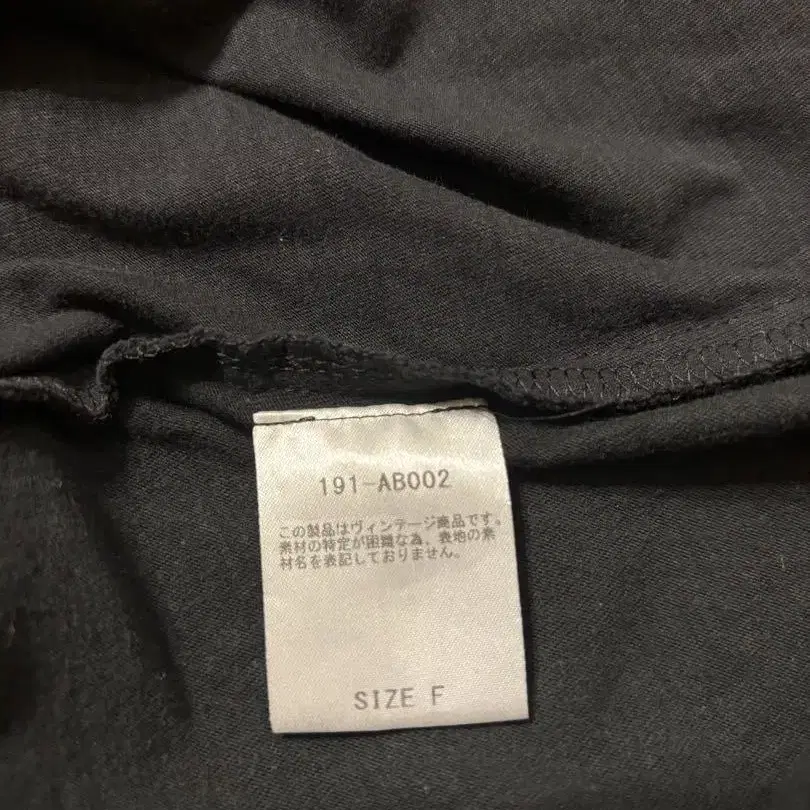 191-AB002
この製品はヴィンテージ商品です。
素材の特定が困難な為、表地の素
材名を表記しておりません。
SIZE F